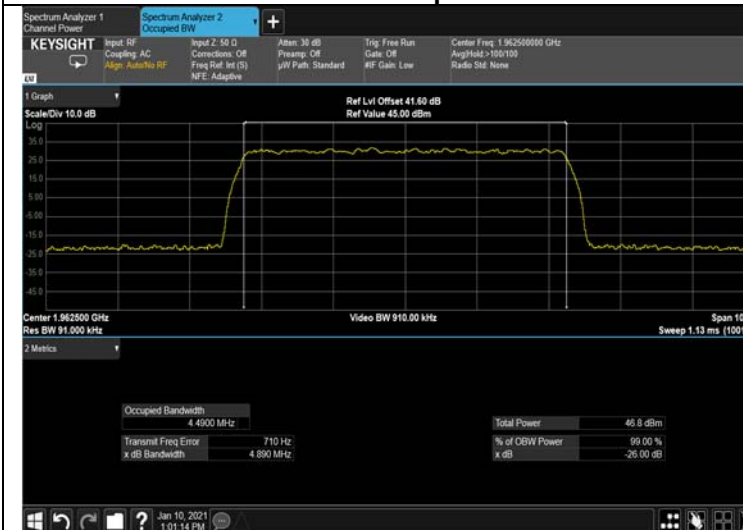 Spectrum Analyzer 1
Channel Power
Spectrum Analyzer 2
Occupied BW
+
KEYSIGHT
LXI
Input: RF
Coupling: AC
Align: Auto/No RF
Input Z: 50 Ω
Corrections: Off
Freq Ref: Int (S)
NFE: Adaptive
Atten: 30 dB
Preamp: Off
µW Path: Standard
Trig: Free Run
Gate: Off
#IF Gain: Low
Center Freq: 1.962500000 GHz
Avg|Hold:>100/100
Radio Std: None
1 Graph
Scale/Div 10.0 dB
Ref Lvl Offset 41.60 dB
Ref Value 45.00 dBm
Log
35.0
25.0
15.0
5.00
-5.00
-15.0
-25.0
-35.0
-45.0
Center 1.962500 GHz
Res BW 91.000 kHz
Video BW 910.00 kHz
Span 10
Sweep 1.13 ms (1001
2 Metrics
Occupied Bandwidth
4.4900 MHz
Transmit Freq Error 710 Hz
x dB Bandwidth 4.890 MHz
Total Power 46.8 dBm
% of OBW Power 99.00 %
x dB -26.00 dB
?
Jan 10, 2021
1:01:14 PM